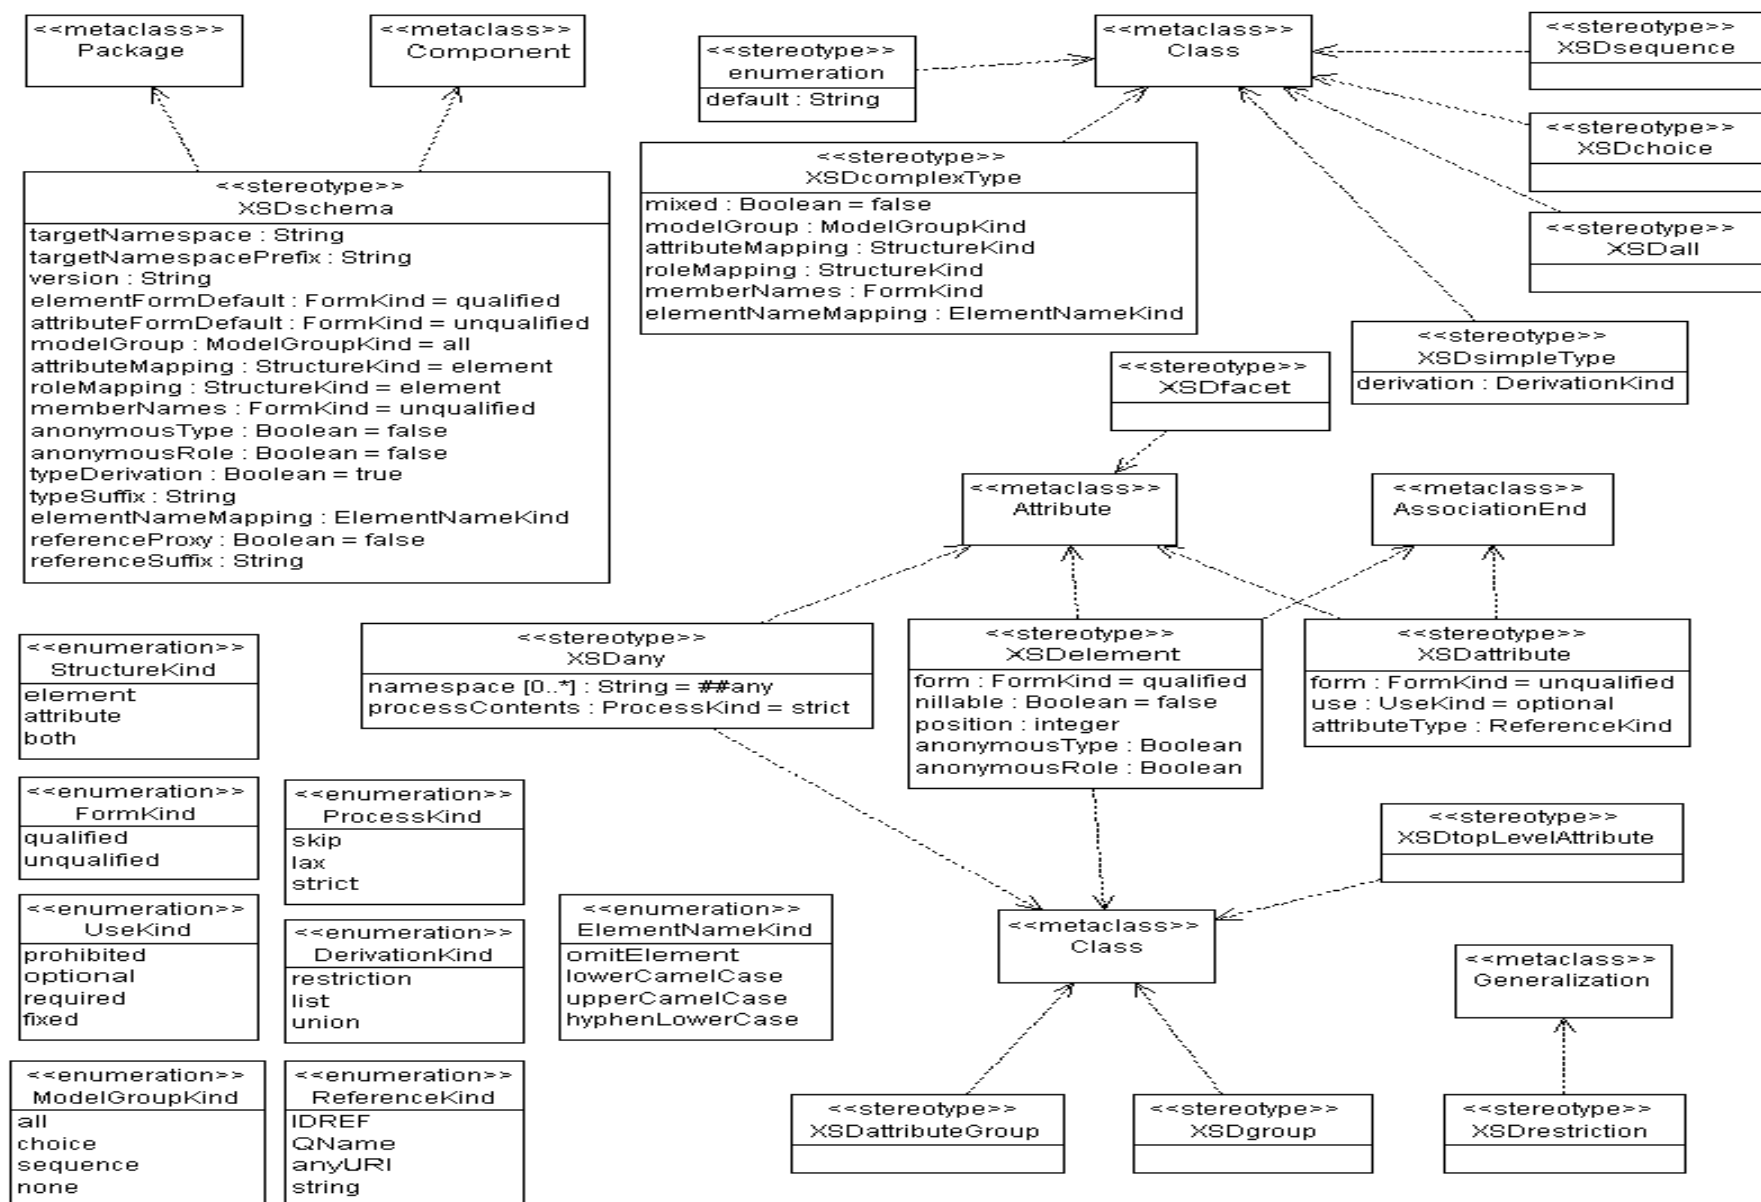 <<metaclass>>
Package
<<metaclass>>
Component
<<stereotype>>
enumeration
default : String
<<metaclass>>
Class
<<stereotype>>
XSDsequence
<<stereotype>>
XSDchoice
<<stereotype>>
XSDall
<<stereotype>>
XSDschema
targetNamespace : String
targetNamespacePrefix : String
version : String
elementFormDefault : FormKind = qualified
attributeFormDefault : FormKind = unqualified
modelGroup : ModelGroupKind = all
attributeMapping : StructureKind = element
roleMapping : StructureKind = element
memberNames : FormKind = unqualified
anonymousType : Boolean = false
anonymousRole : Boolean = false
typeDerivation : Boolean = true
typeSuffix : String
elementNameMapping : ElementNameKind
referenceProxy : Boolean = false
referenceSuffix : String
<<stereotype>>
XSDcomplexType
mixed : Boolean = false
modelGroup : ModelGroupKind
attributeMapping : StructureKind
roleMapping : StructureKind
memberNames : FormKind
elementNameMapping : ElementNameKind
<<stereotype>>
XSDsimpleType
derivation : DerivationKind
<<stereotype>>
XSDfacet
<<metaclass>>
Attribute
<<metaclass>>
AssociationEnd
<<stereotype>>
XSDany
namespace [0..*] : String = ##any
processContents : ProcessKind = strict
<<stereotype>>
XSDelement
form : FormKind = qualified
nillable : Boolean = false
position : integer
anonymousType : Boolean
anonymousRole : Boolean
<<stereotype>>
XSDattribute
form : FormKind = unqualified
use : UseKind = optional
attributeType : ReferenceKind
<<enumeration>>
StructureKind
element
attribute
both
<<enumeration>>
FormKind
qualified
unqualified
<<enumeration>>
ProcessKind
skip
lax
strict
<<stereotype>>
XSDtopLevelAttribute
<<enumeration>>
UseKind
prohibited
optional
required
fixed
<<enumeration>>
DerivationKind
restriction
list
union
<<enumeration>>
ElementNameKind
omitElement
lowerCamelCase
upperCamelCase
hyphenLowerCase
<<metaclass>>
Class
<<metaclass>>
Generalization
<<enumeration>>
ModelGroupKind
all
choice
sequence
none
<<enumeration>>
ReferenceKind
IDREF
QName
anyURI
string
<<stereotype>>
XSDattributeGroup
<<stereotype>>
XSDgroup
<<stereotype>>
XSDrestriction